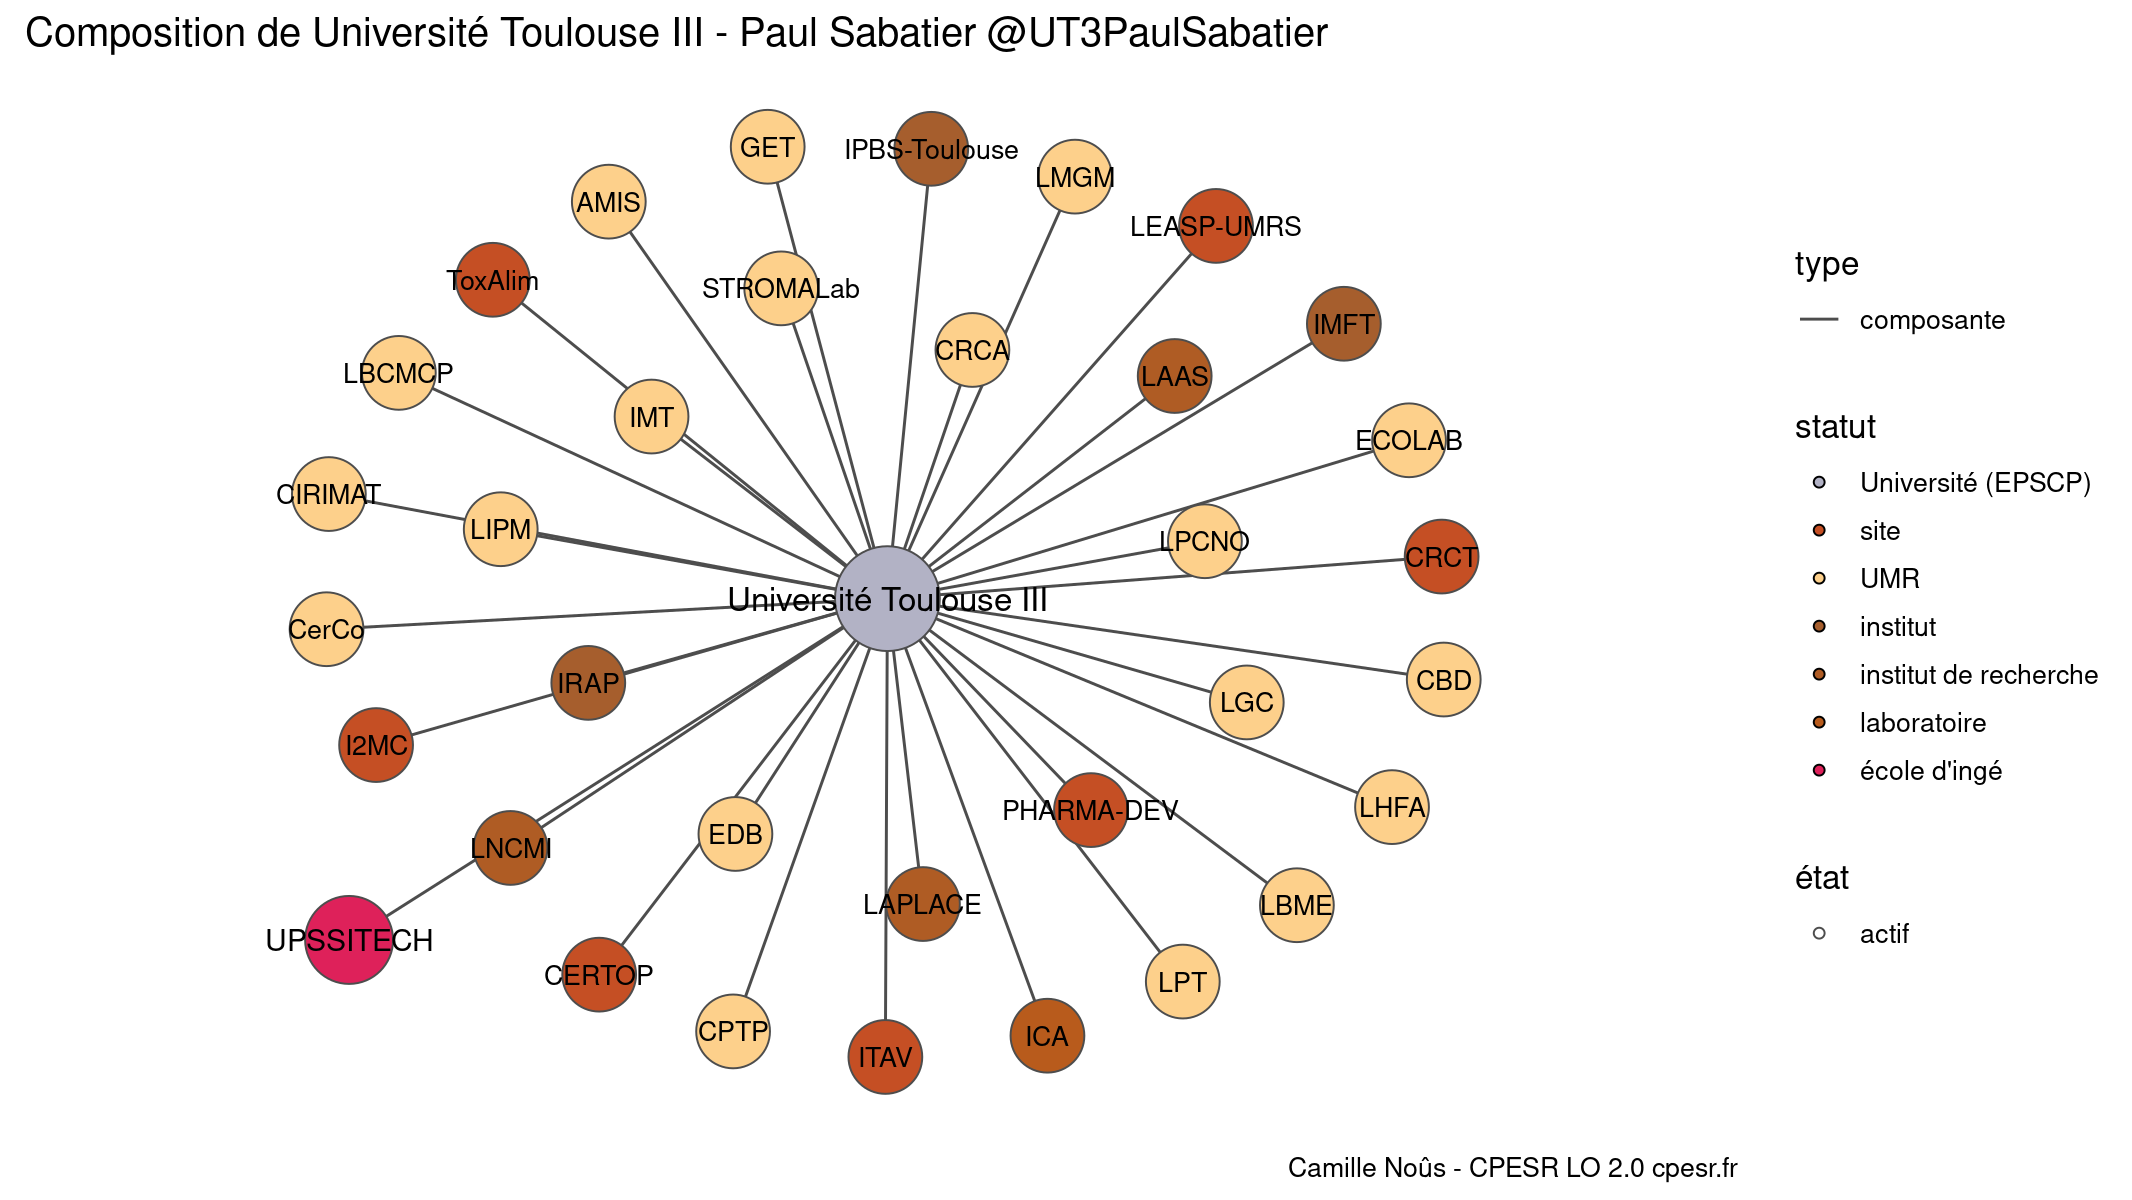 Composition de Université Toulouse III - Paul Sabatier @UT3PaulSabatier
GET
IPBS-Toulouse
LMGM
AMIS
LEASP-UMRS
ToxAlim
STROMALab
IMFT
CRCA
LBCMCP
LAAS
IMT
ECOLAB
CIRIMAT
LIPM
LPCNO
CRCT
Université Toulouse III
CerCo
IRAP
CBD
LGC
I2MC
LHFA
PHARMA-DEV
EDB
LNCMI
LAPLACE
LBME
UPSSITECH
CERTOP
LPT
CPTP
ICA
ITAV
type
composante
statut
Université (EPSCP)
site
UMR
institut
institut de recherche
laboratoire
école d'ingé
état
actif
Camille Noûs - CPESR LO 2.0 cpesr.fr